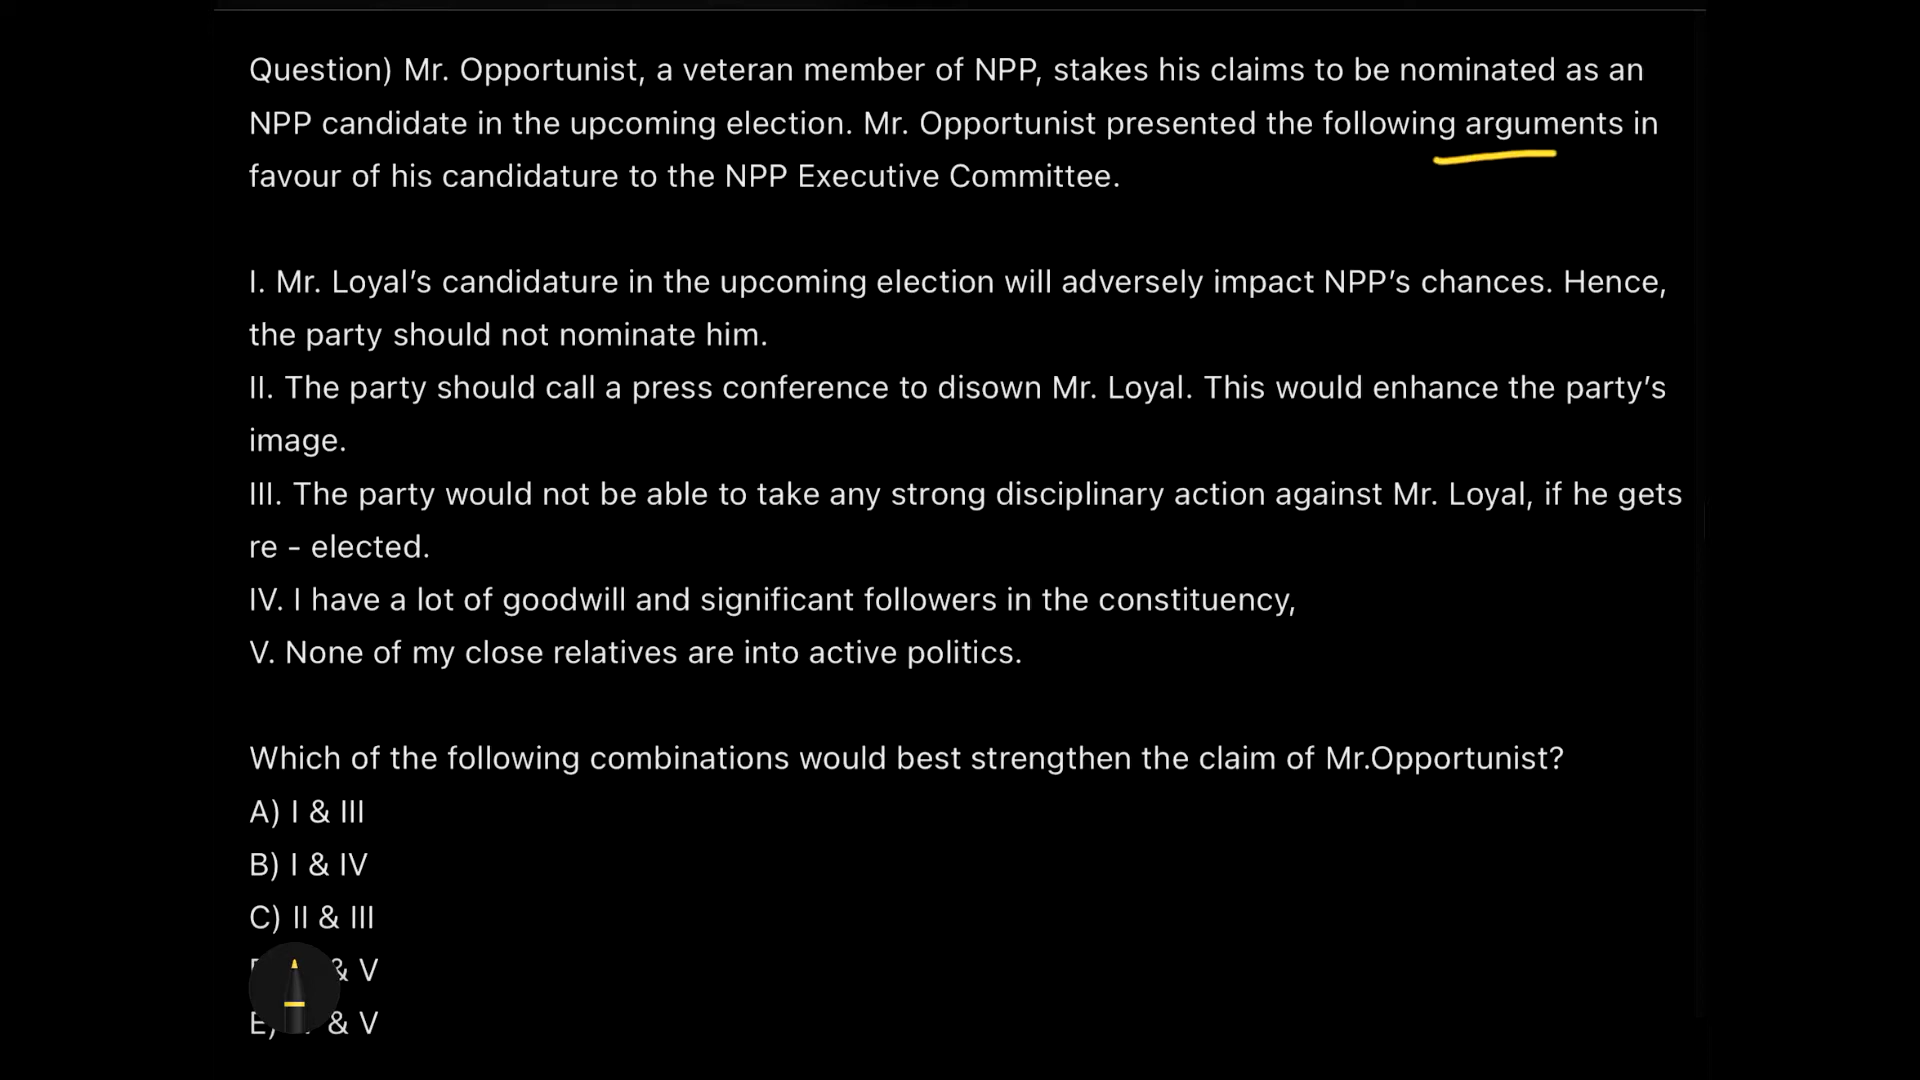 Question) Mr. Opportunist, a veteran member of NPP, stakes his claims to be nominated as an
NPP candidate in the upcoming election. Mr. Opportunist presented the following arguments in
favour of his candidature to the NPP Executive Committee.
I. Mr. Loyal’s candidature in the upcoming election will adversely impact NPP’s chances. Hence,
the party should not nominate him.
II. The party should call a press conference to disown Mr. Loyal. This would enhance the party’s
image.
III. The party would not be able to take any strong disciplinary action against Mr. Loyal, if he gets
re - elected.
IV. I have a lot of goodwill and significant followers in the constituency,
V. None of my close relatives are into active politics.
Which of the following combinations would best strengthen the claim of Mr.Opportunist?
A) I & III
B) I & IV
C) II & III
& V
E) & V